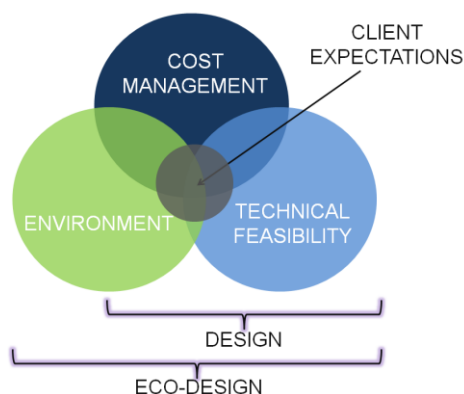 CLIENT
EXPECTATIONS
COST
MANAGEMENT
ENVIRONMENT
TECHNICAL
FEASIBILITY
DESIGN
ECO-DESIGN